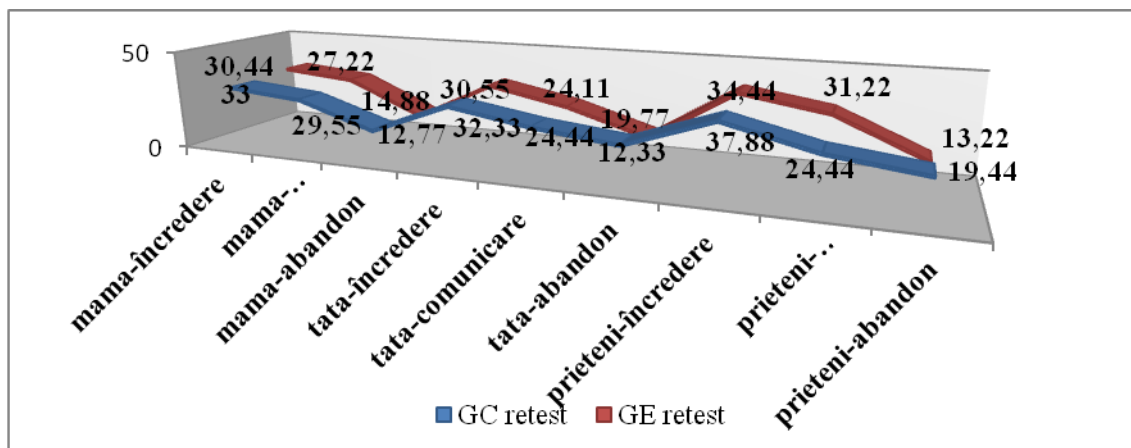 50
0
30,44
27,22
14,88
30,55
24,11
19,77
34,44
31,22
13,22
33
29,55
12,77
32,33
24,44
12,33
37,88
24,44
19,44
mama-încredere
mama-..
mama-abandon
tata-încredere
tata-comunicare
tata-abandon
prieteni-încredere
prieteni-..
prieteni-abandon
GC retest GE retest